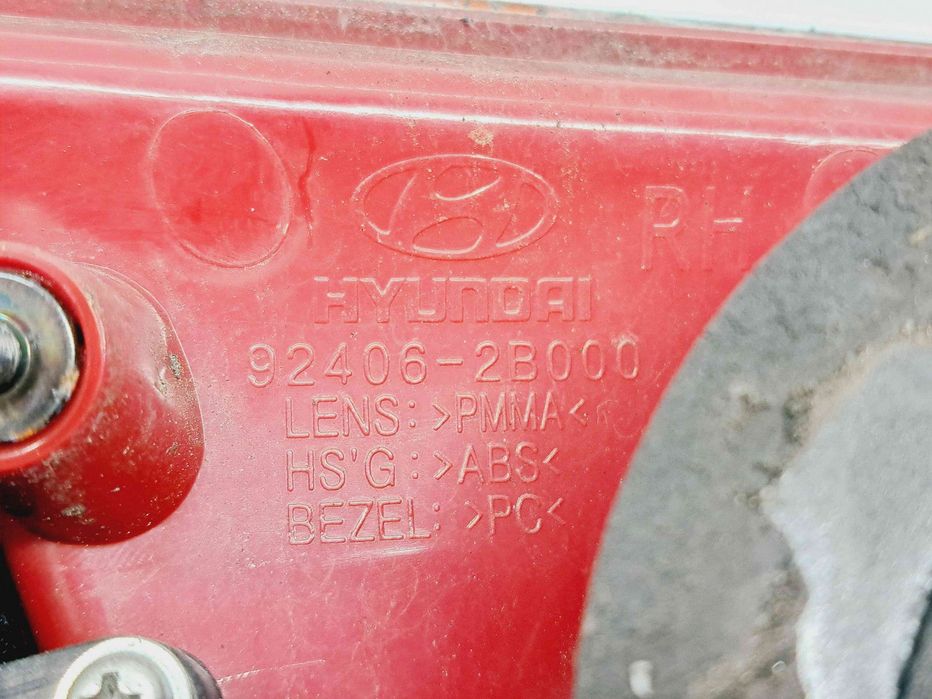 RH
HYUNDAI
92406-2B000
LENS: >PMMA<
HS'G: >ABS<
BEZEL: >PC<